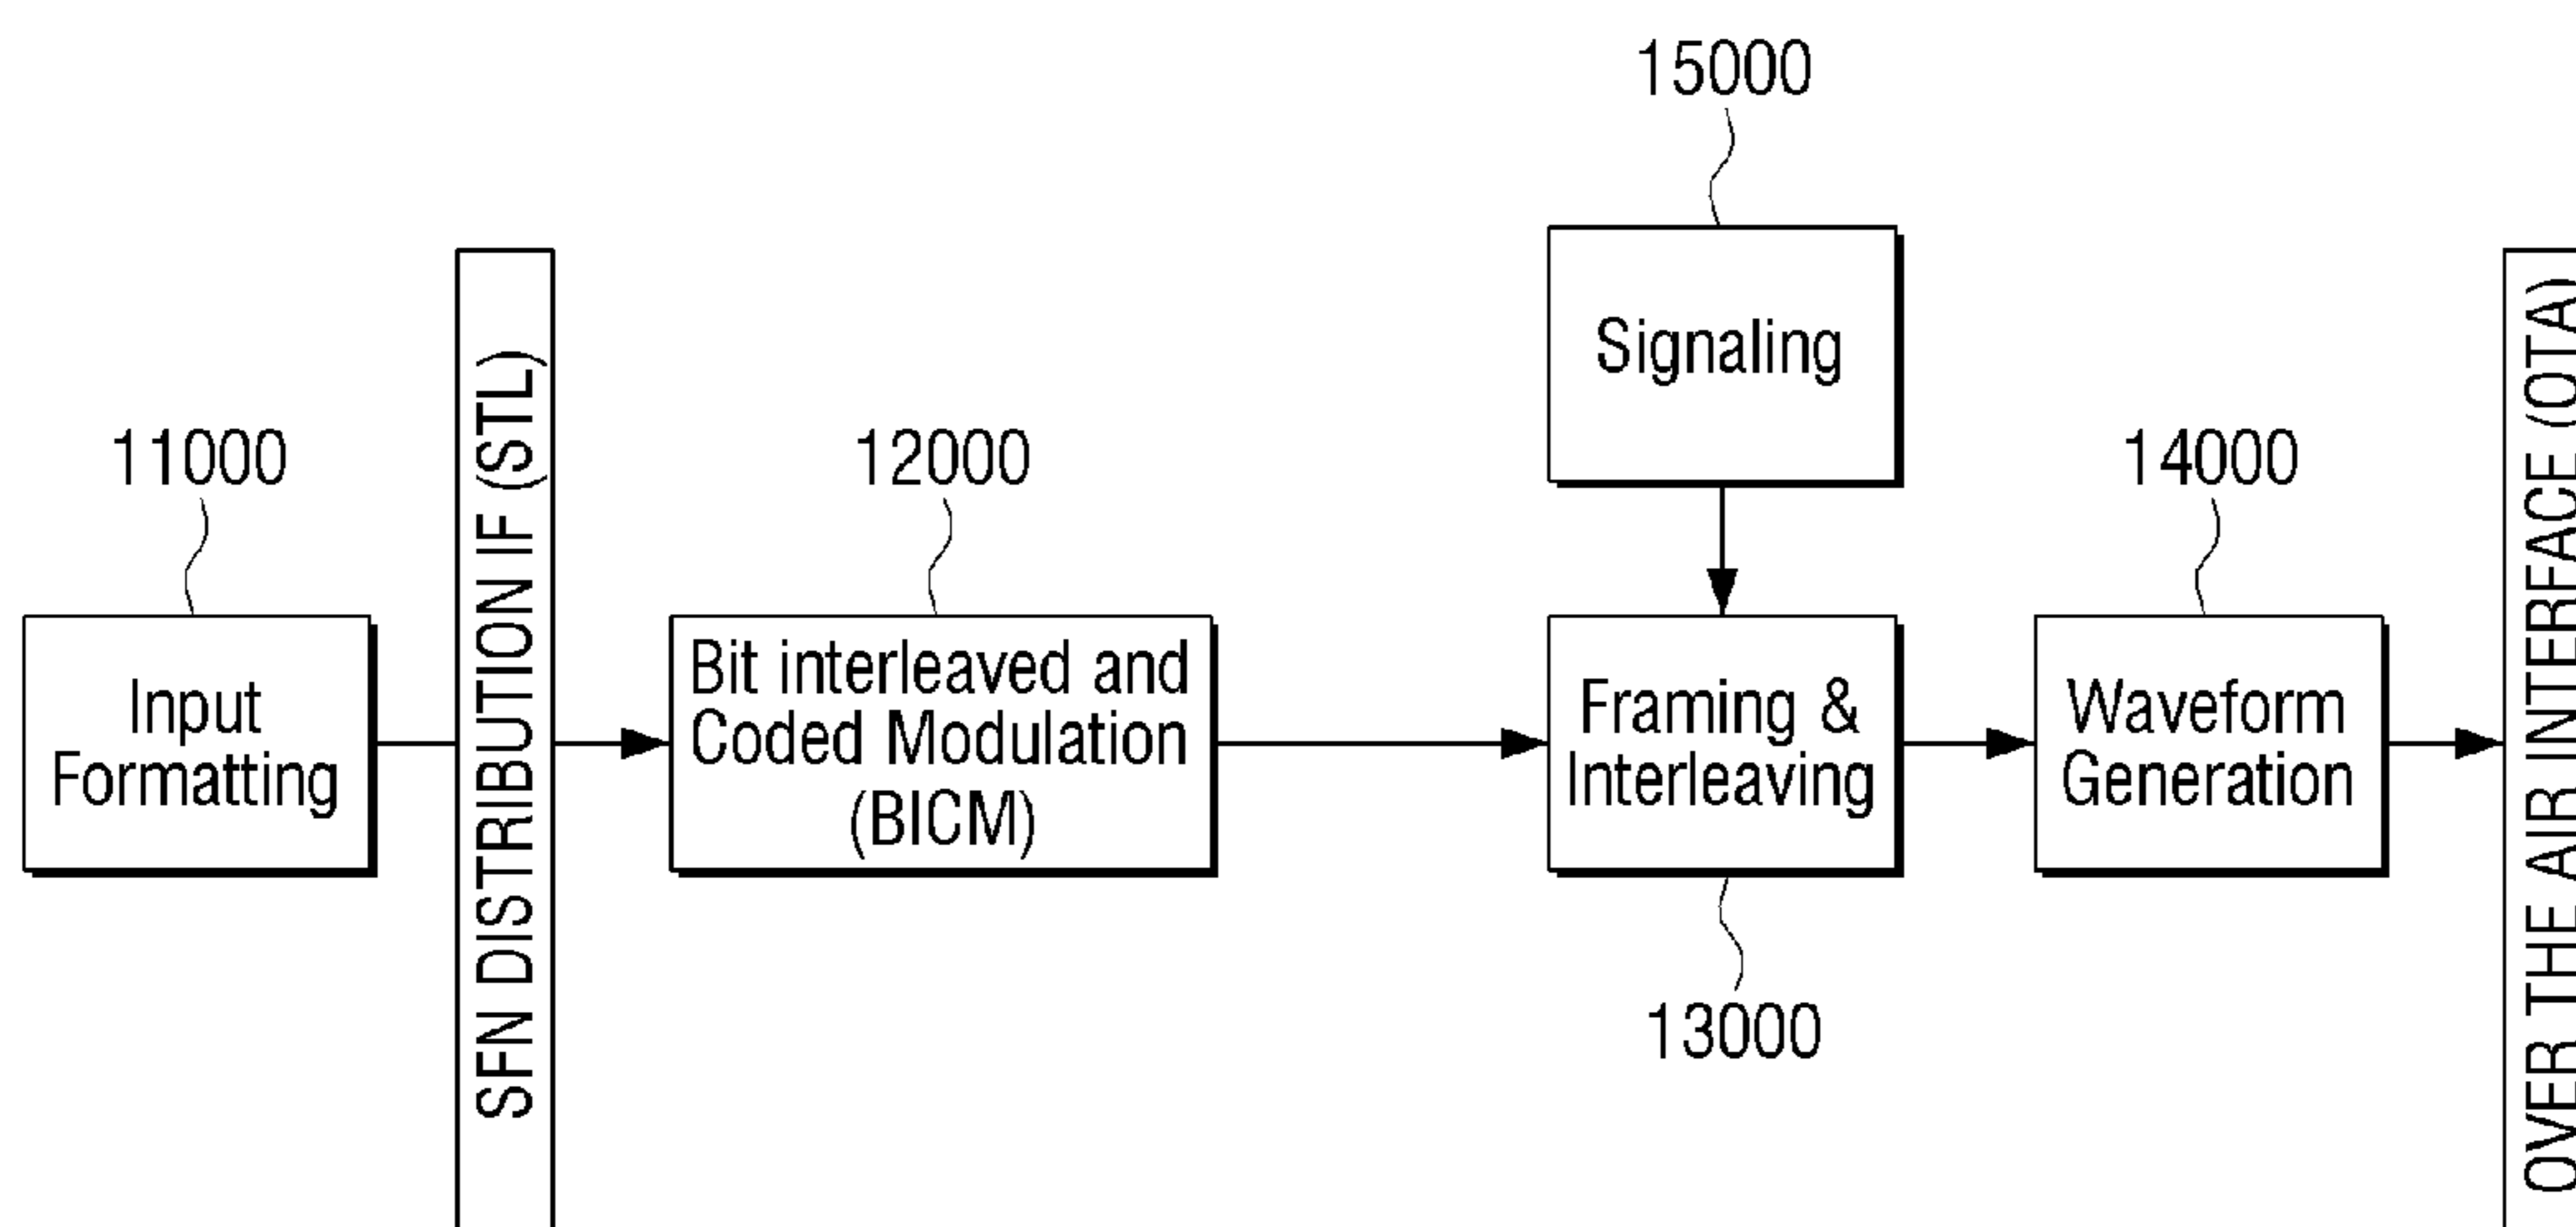 15000
Signaling
11000
Input
Formatting
SFN DISTRIBUTION IF (STL)
12000
Bit interleaved and
Coded Modulation
(BICM)
Framing &
Interleaving
13000
14000
Waveform
Generation
OVER THE AIR INTERFACE (OTA)